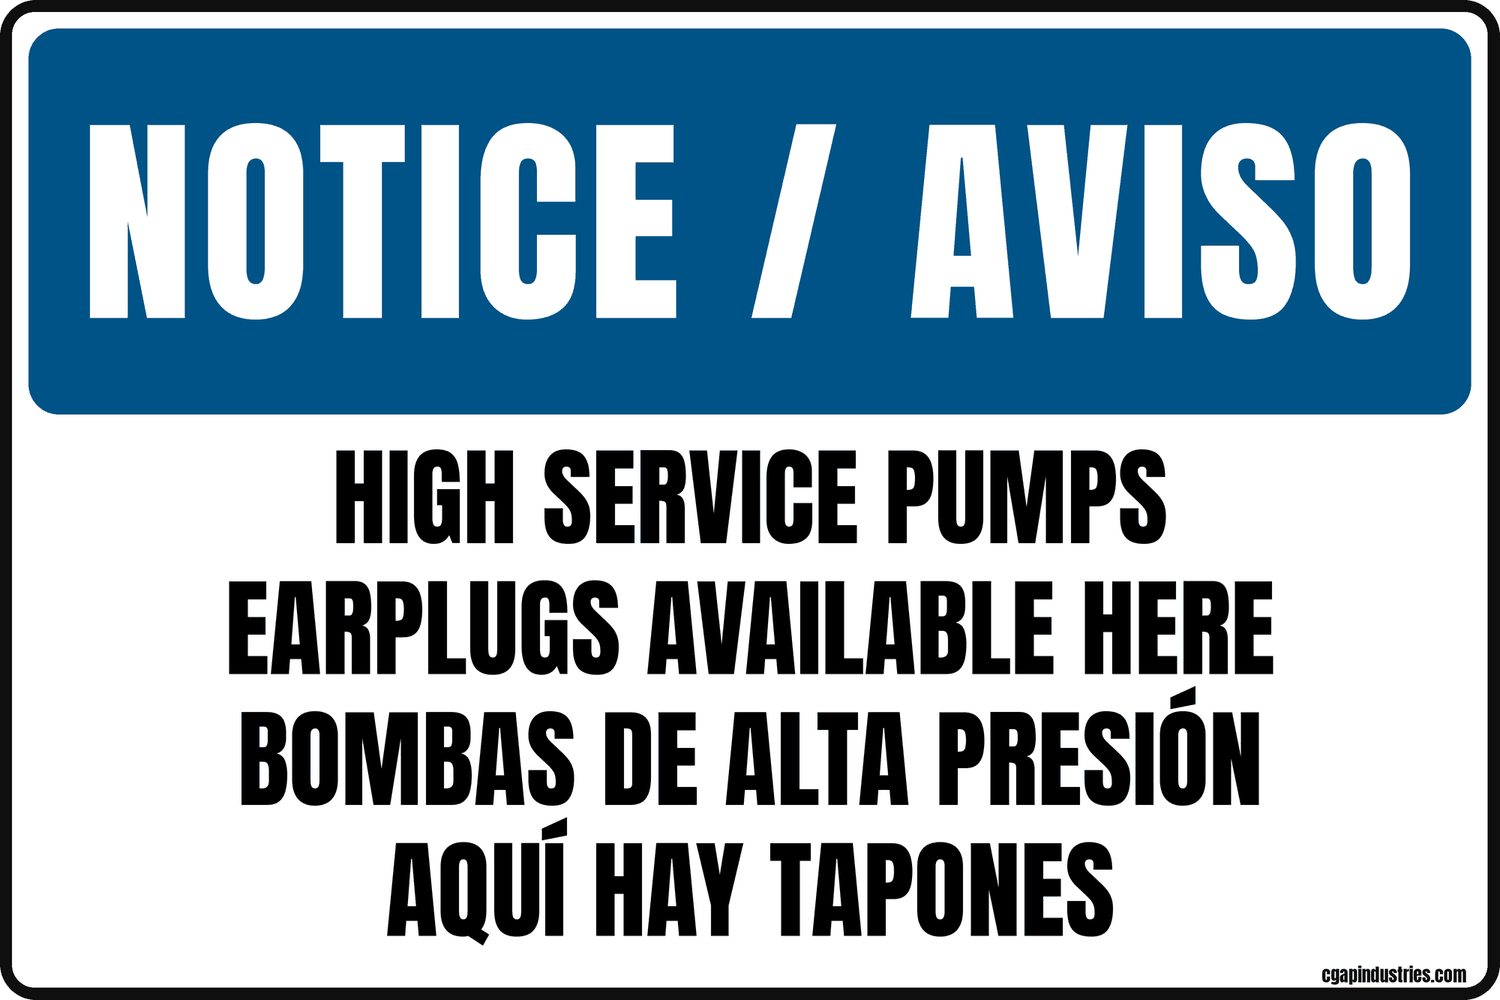 NOTICE / AVISO
HIGH SERVICE PUMPS
EARPLUGS AVAILABLE HERE
BOMBAS DE ALTA PRESIÓN
AQUÍ HAY TAPONES
cgapindustries.com